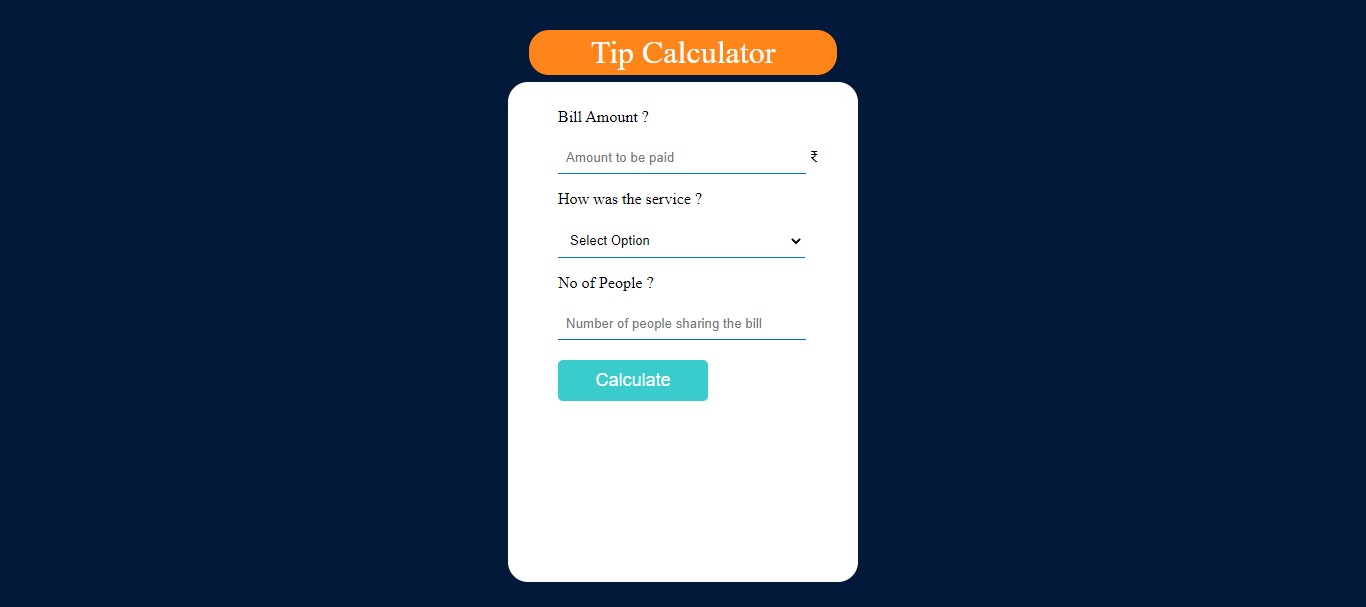 Tip Calculator
Bill Amount ?
Amount to be paid ₹
How was the service ?
Select Option
No of People ?
Number of people sharing the bill
Calculate